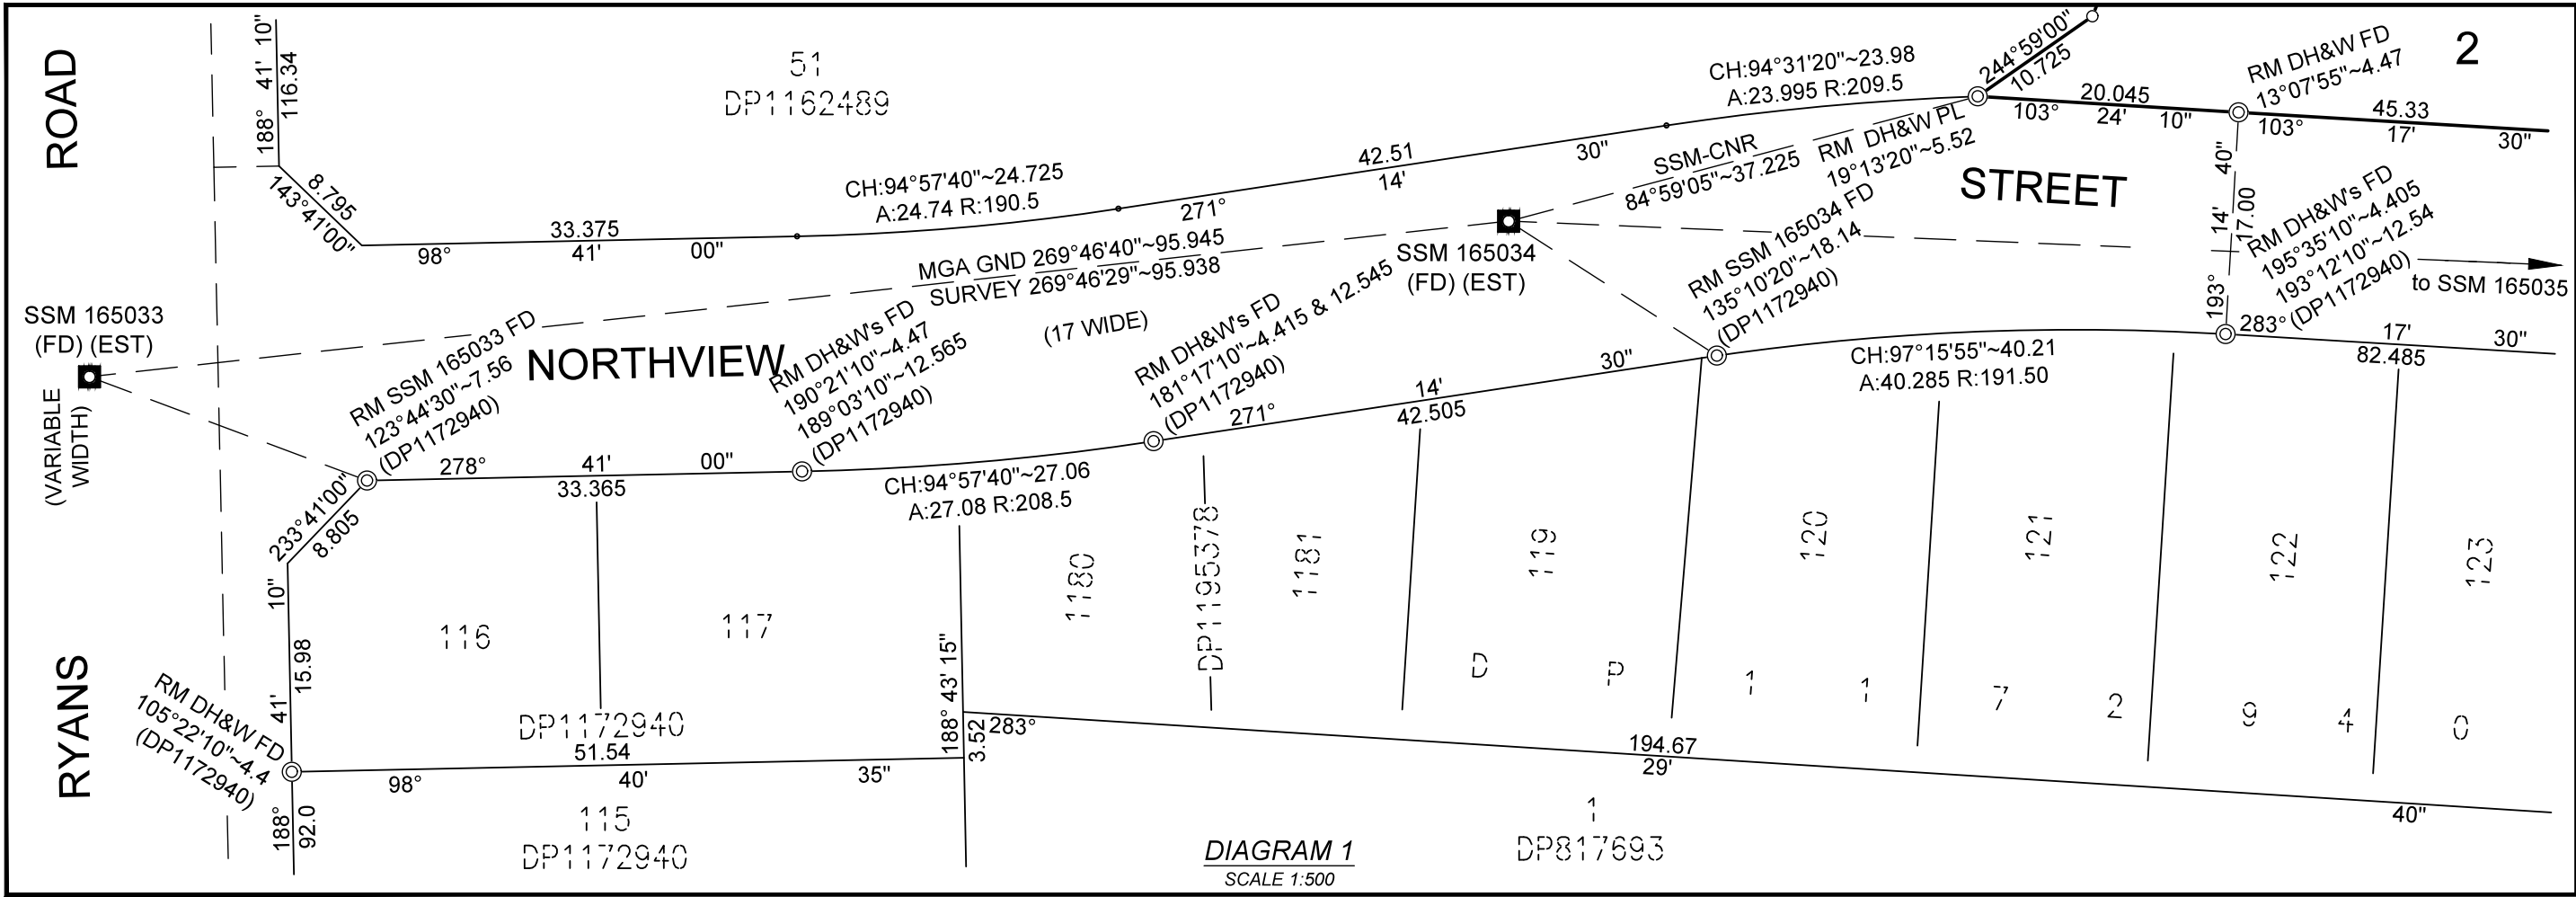 ROAD
188° 41' 10"
116.34
51
DP1162489
8.795
143°41'00"
33.375
98° 41' 00"
CH:94°57'40"~24.725
A:24.74 R:190.5
42.51
271° 14' 30"
CH:94°31'20"~23.98
A:23.995 R:209.5
244°59'00"
10.725
20.045
103° 24' 10"
RM DH&W FD
13°07'55"~4.47
2
45.33
103° 17' 30"
SSM-CNR
84°59'05"~37.225
RM DH&W PL
19°13'20"~5.52
STREET
193° 14' 40"
17.00
RM DH&W's FD
195°35'10"~4.405
193°12'10"~12.54
(DP1172940)
to SSM 165035
SSM 165034
(FD) (EST)
RM SSM 165034 FD
135°10'20"~18.14
(DP1172940)
MGA GND 269°46'40"~95.945
SURVEY 269°46'29"~95.938
SSM 165033
(FD) (EST)
(VARIABLE
WIDTH)
RM SSM 165033 FD
123°44'30"~7.56
(DP1172940)
NORTHVIEW
RM DH&W's FD
190°21'10"~4.47
189°03'10"~12.565
(DP1172940)
(17 WIDE)
RM DH&W's FD
181°17'10"~4.415 & 12.545
(DP1172940)
271° 14' 30"
42.505
CH:97°15'55"~40.21
A:40.285 R:191.50
283° 17' 30"
82.485
278° 41' 00"
33.365
CH:94°57'40"~27.06
A:27.08 R:208.5
233°41'00"
8.805
188° 41' 10"
15.98
116
117
DP1172940
1180
DP1195378
1181
119
120
121
122
123
D P 1 1 7 2 9 4 0
RYANS
RM DH&W FD
105°22'10"~4.4
(DP1172940)
51.54
98° 40' 35"
188° 43' 15"
3.52
283° 29' 40"
194.67
92.0
115
DP1172940
1
DP817693
DIAGRAM 1
SCALE 1:500